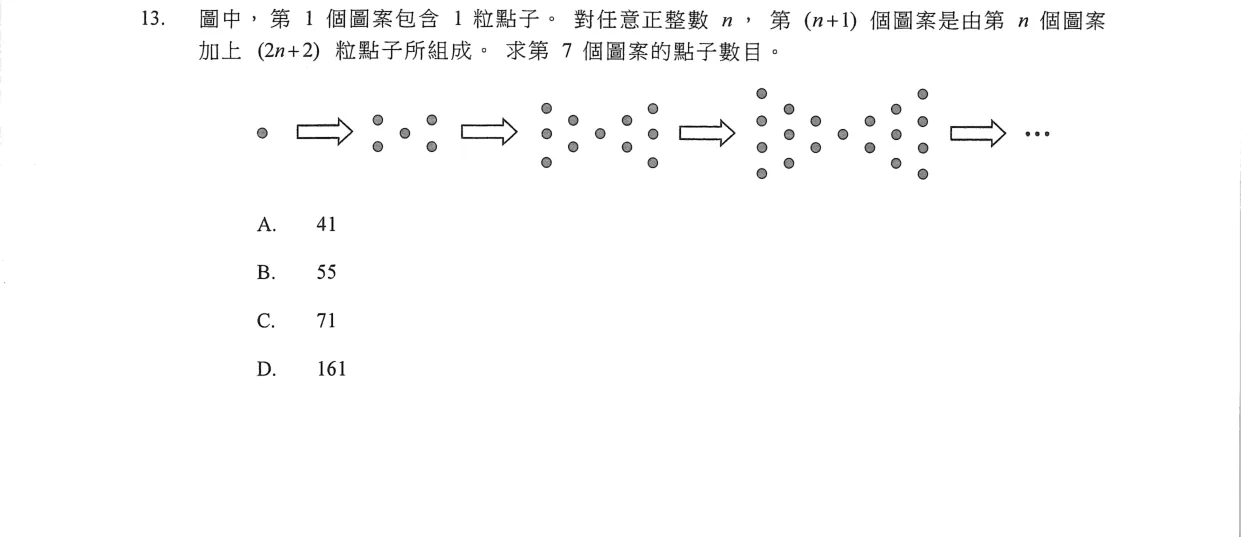 13. 圖中，第 1 個圖案包含 1 粒點子。 對任意正整數 n ， 第 (n+1) 個圖案是由第 n 個圖案
加上 (2n+2) 粒點子所組成。 求第 7 個圖案的點子數目。
A. 41
B. 55
C. 71
D. 161